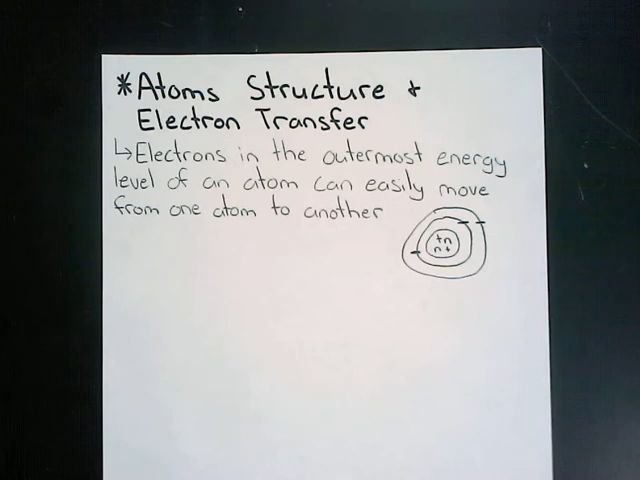 *Atoms Structure &
Electron Transfer
↳Electrons in the outermost energy
level of an atom can easily move
from one atom to another
+n
n+